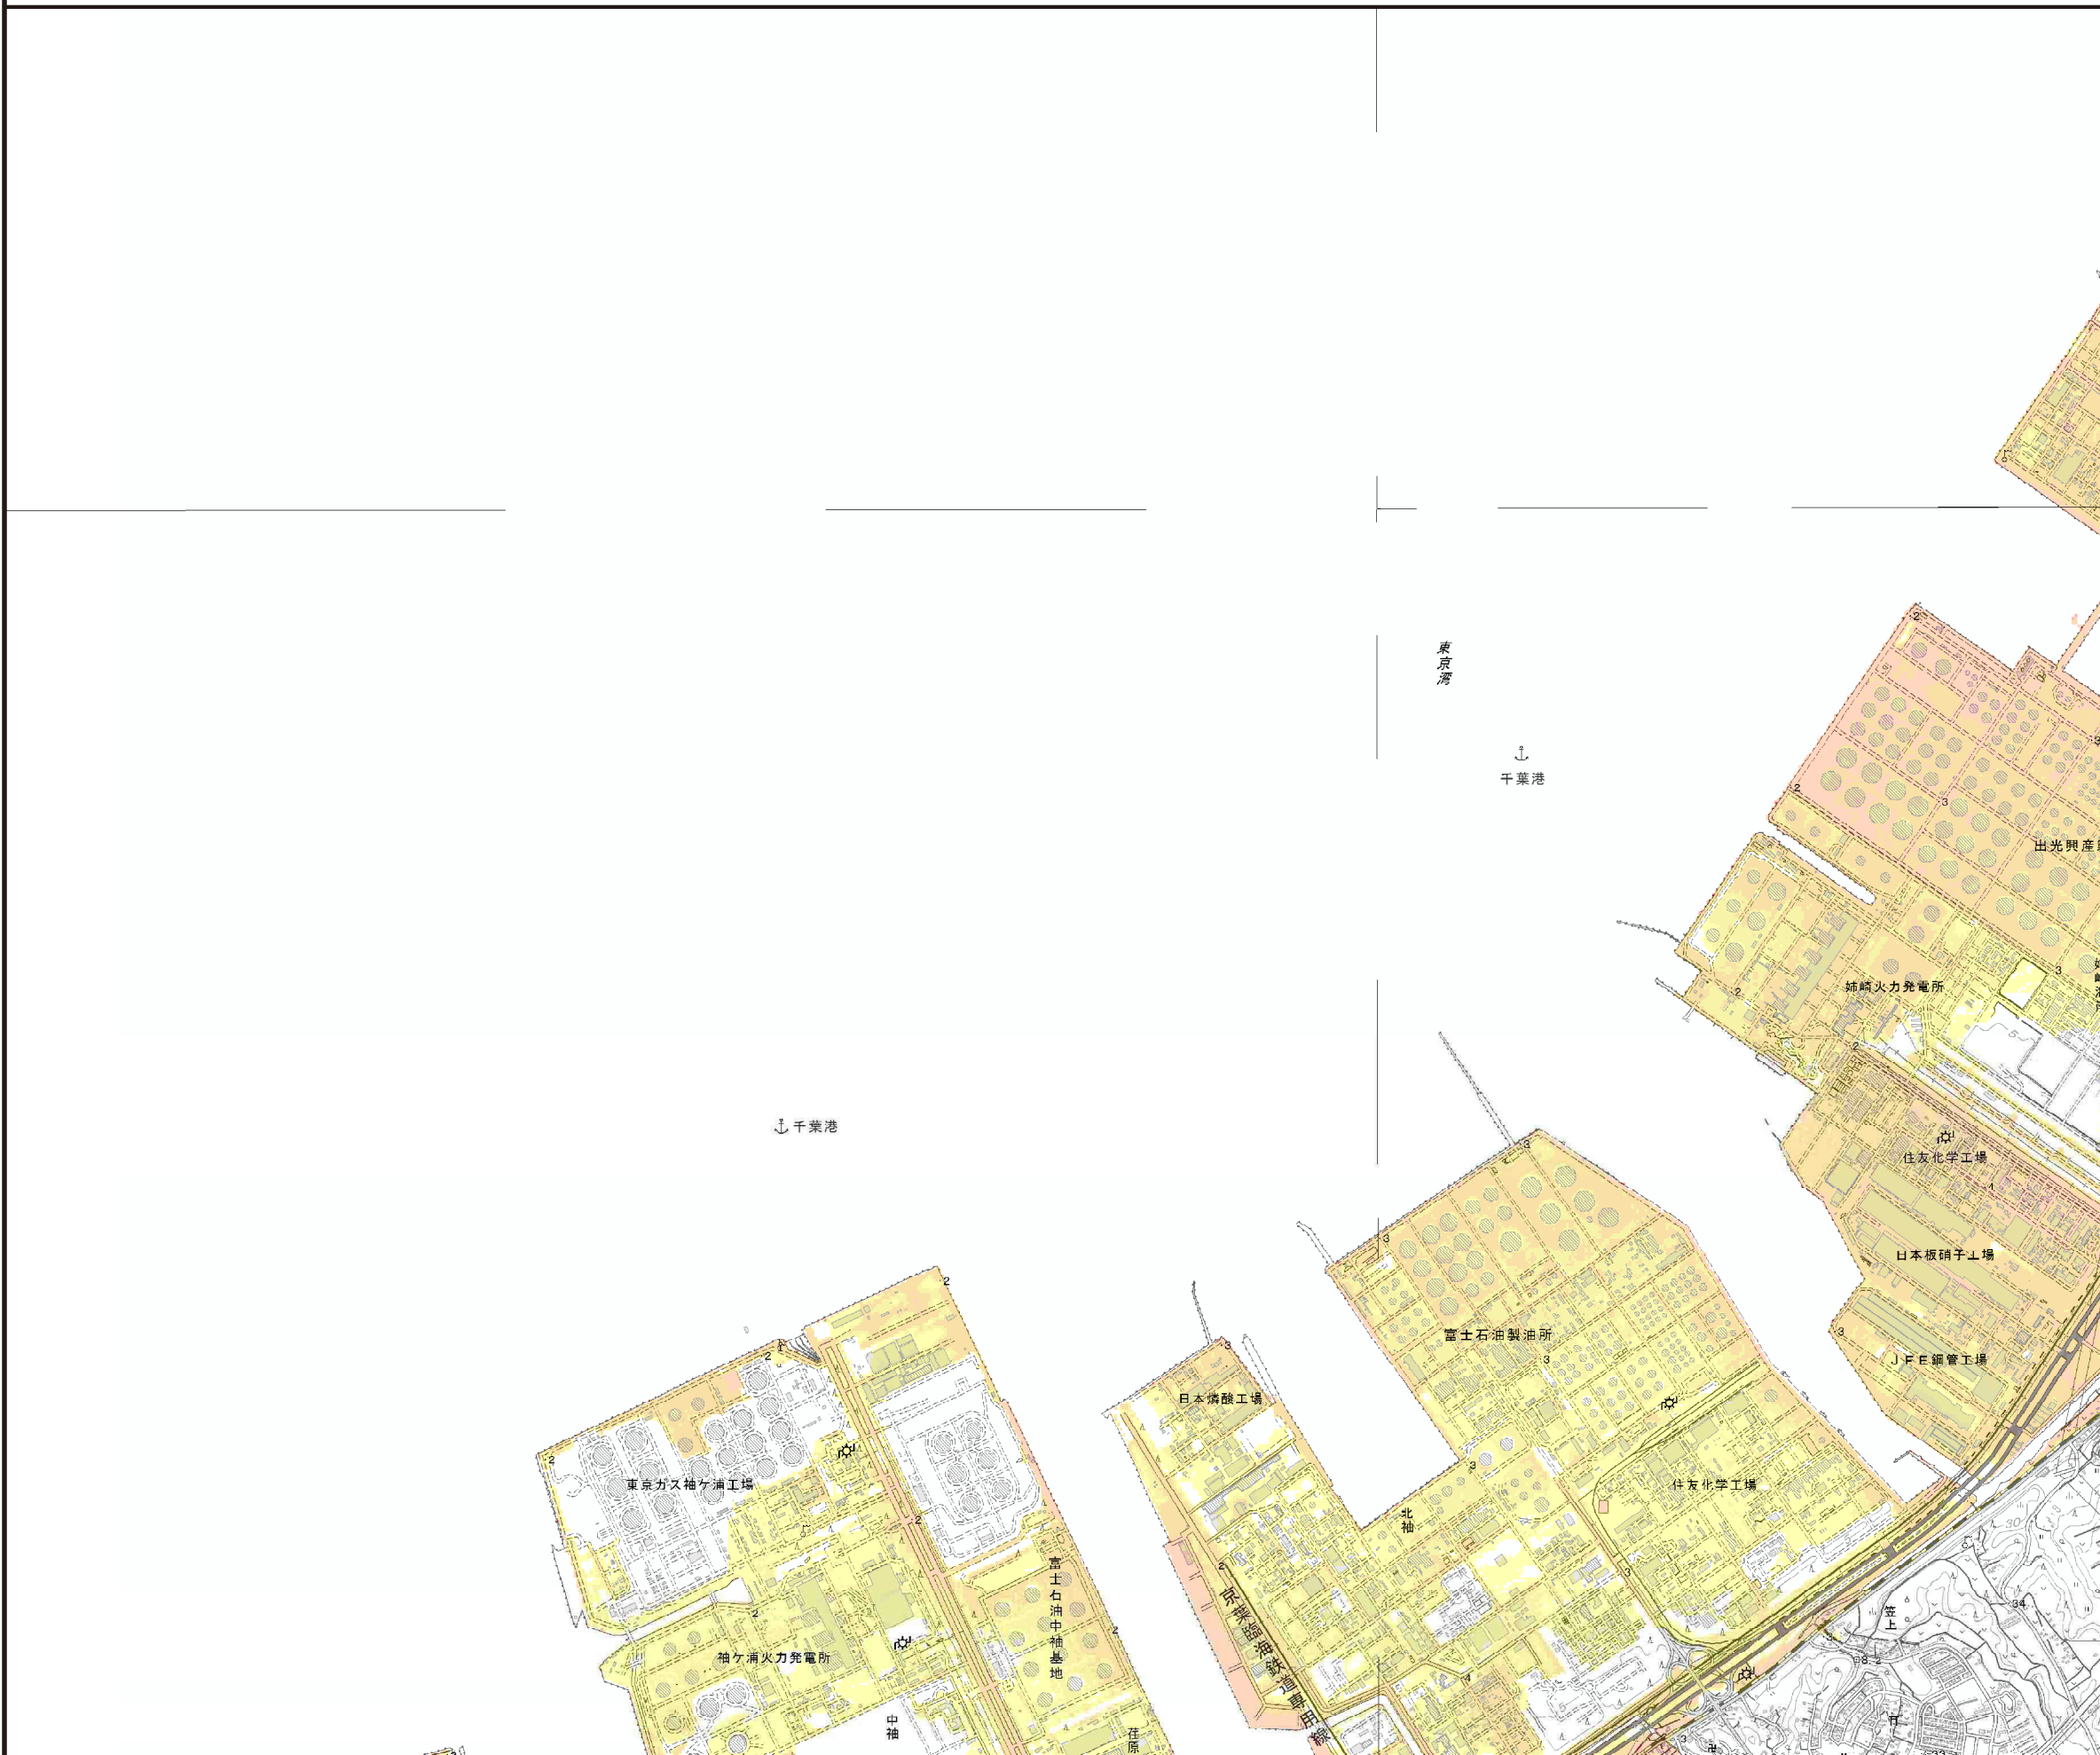 東京湾
千葉港
出光興産
姉崎火力発電所
千葉港
住友化学工場
日本板硝子工場
富士石油製油所
JFE鋼管工場
日本燐酸工場
東京ガス袖ケ浦工場
住友化学工場
北袖
富士石油中袖基地
京葉臨海鉄道専用線
笠上
34
袖ケ浦火力発電所
中袖
荏原